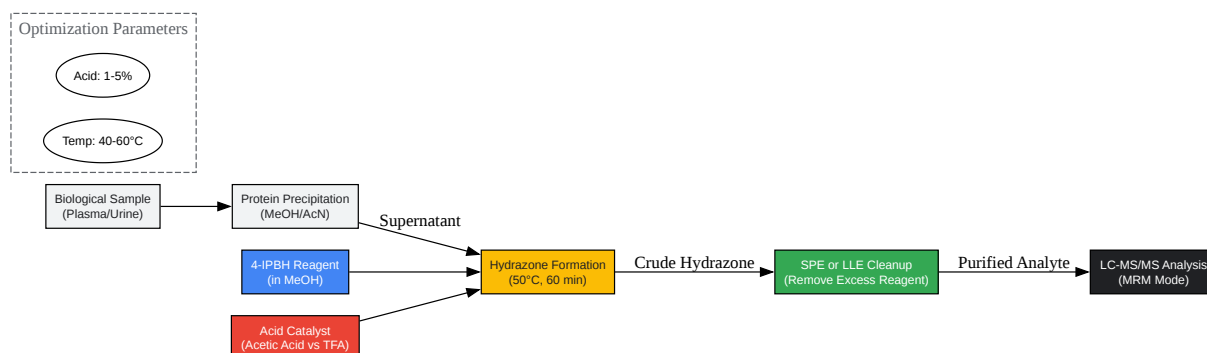 Optimization Parameters
Acid: 1-5%
Temp: 40-60°C
Biological Sample
(Plasma/Urine)
Protein Precipitation
(MeOH/AcN)
Supernatant
4-IPBH Reagent
(in MeOH)
Acid Catalyst
(Acetic Acid vs TFA)
Hydrazone Formation
(50°C, 60 min)
Crude Hydrazone
SPE or LLE Cleanup
(Remove Excess Reagent)
Purified Analyte
LC-MS/MS Analysis
(MRM Mode)